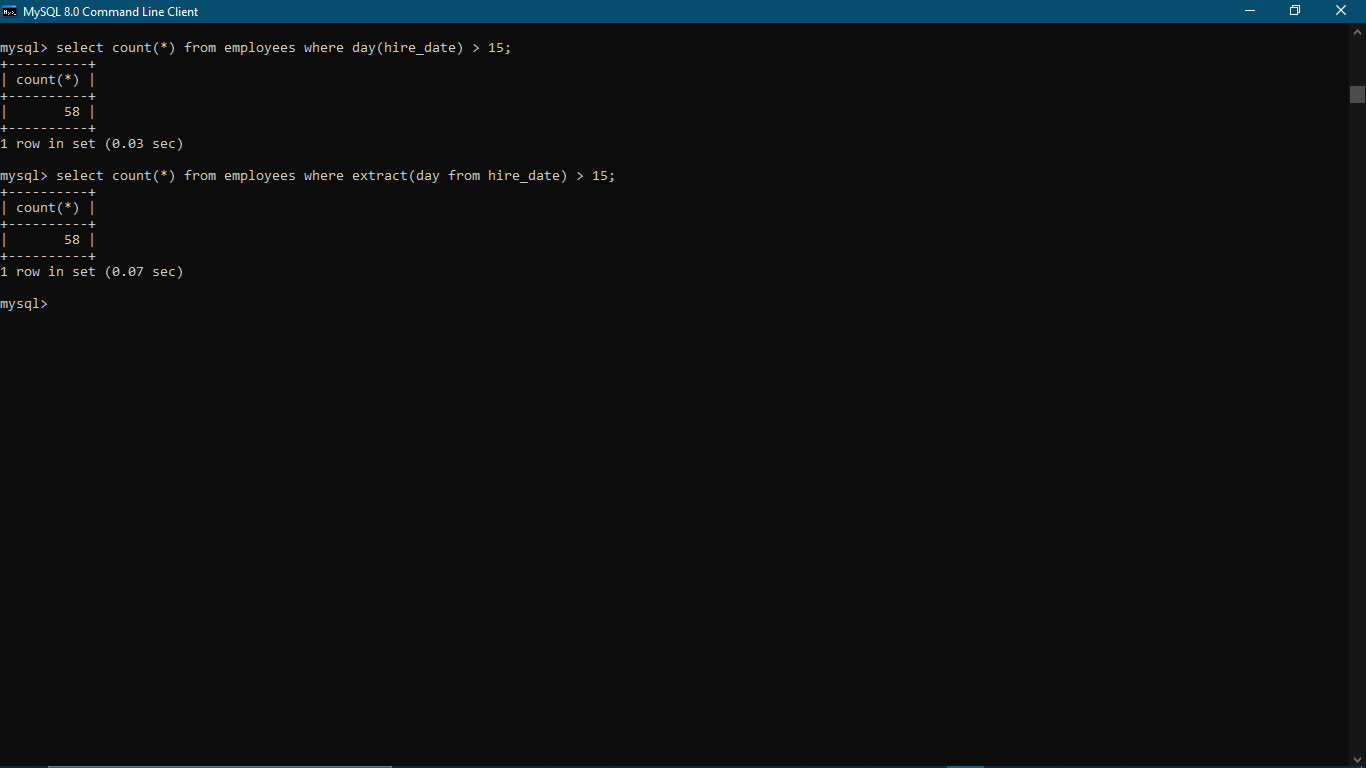 MySQL 8.0 Command Line Client
mysql> select count(*) from employees where day(hire_date) > 15;
+----------+
| count(*) |
+----------+
|       58 |
+----------+
1 row in set (0.03 sec)
mysql> select count(*) from employees where extract(day from hire_date) > 15;
+----------+
| count(*) |
+----------+
|       58 |
+----------+
1 row in set (0.07 sec)
mysql>